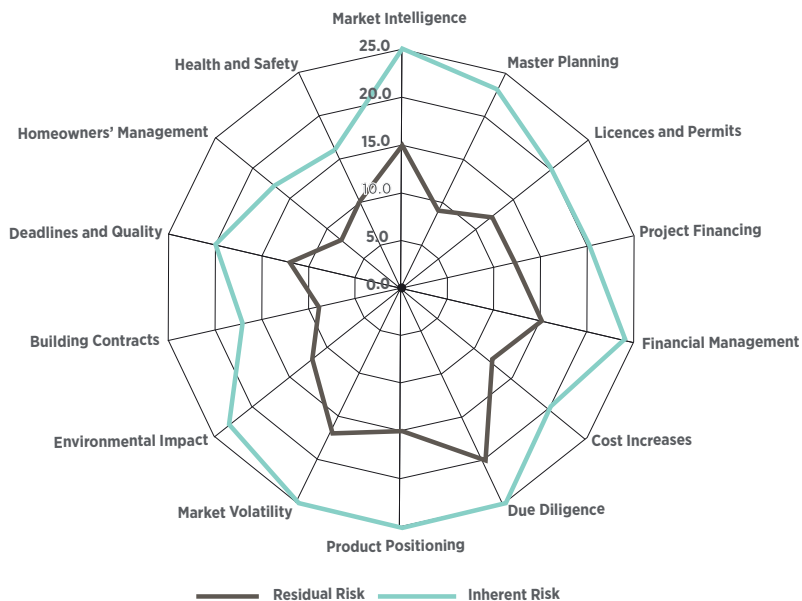 Market Intelligence
25.0
Health and Safety
Master Planning
20.0
Homeowners' Management
Licences and Permits
15.0
10.0
Deadlines and Quality
Project Financing
5.0
0.0
Building Contracts
Financial Management
Environmental Impact
Cost Increases
Market Volatility
Due Diligence
Product Positioning
Residual Risk
Inherent Risk